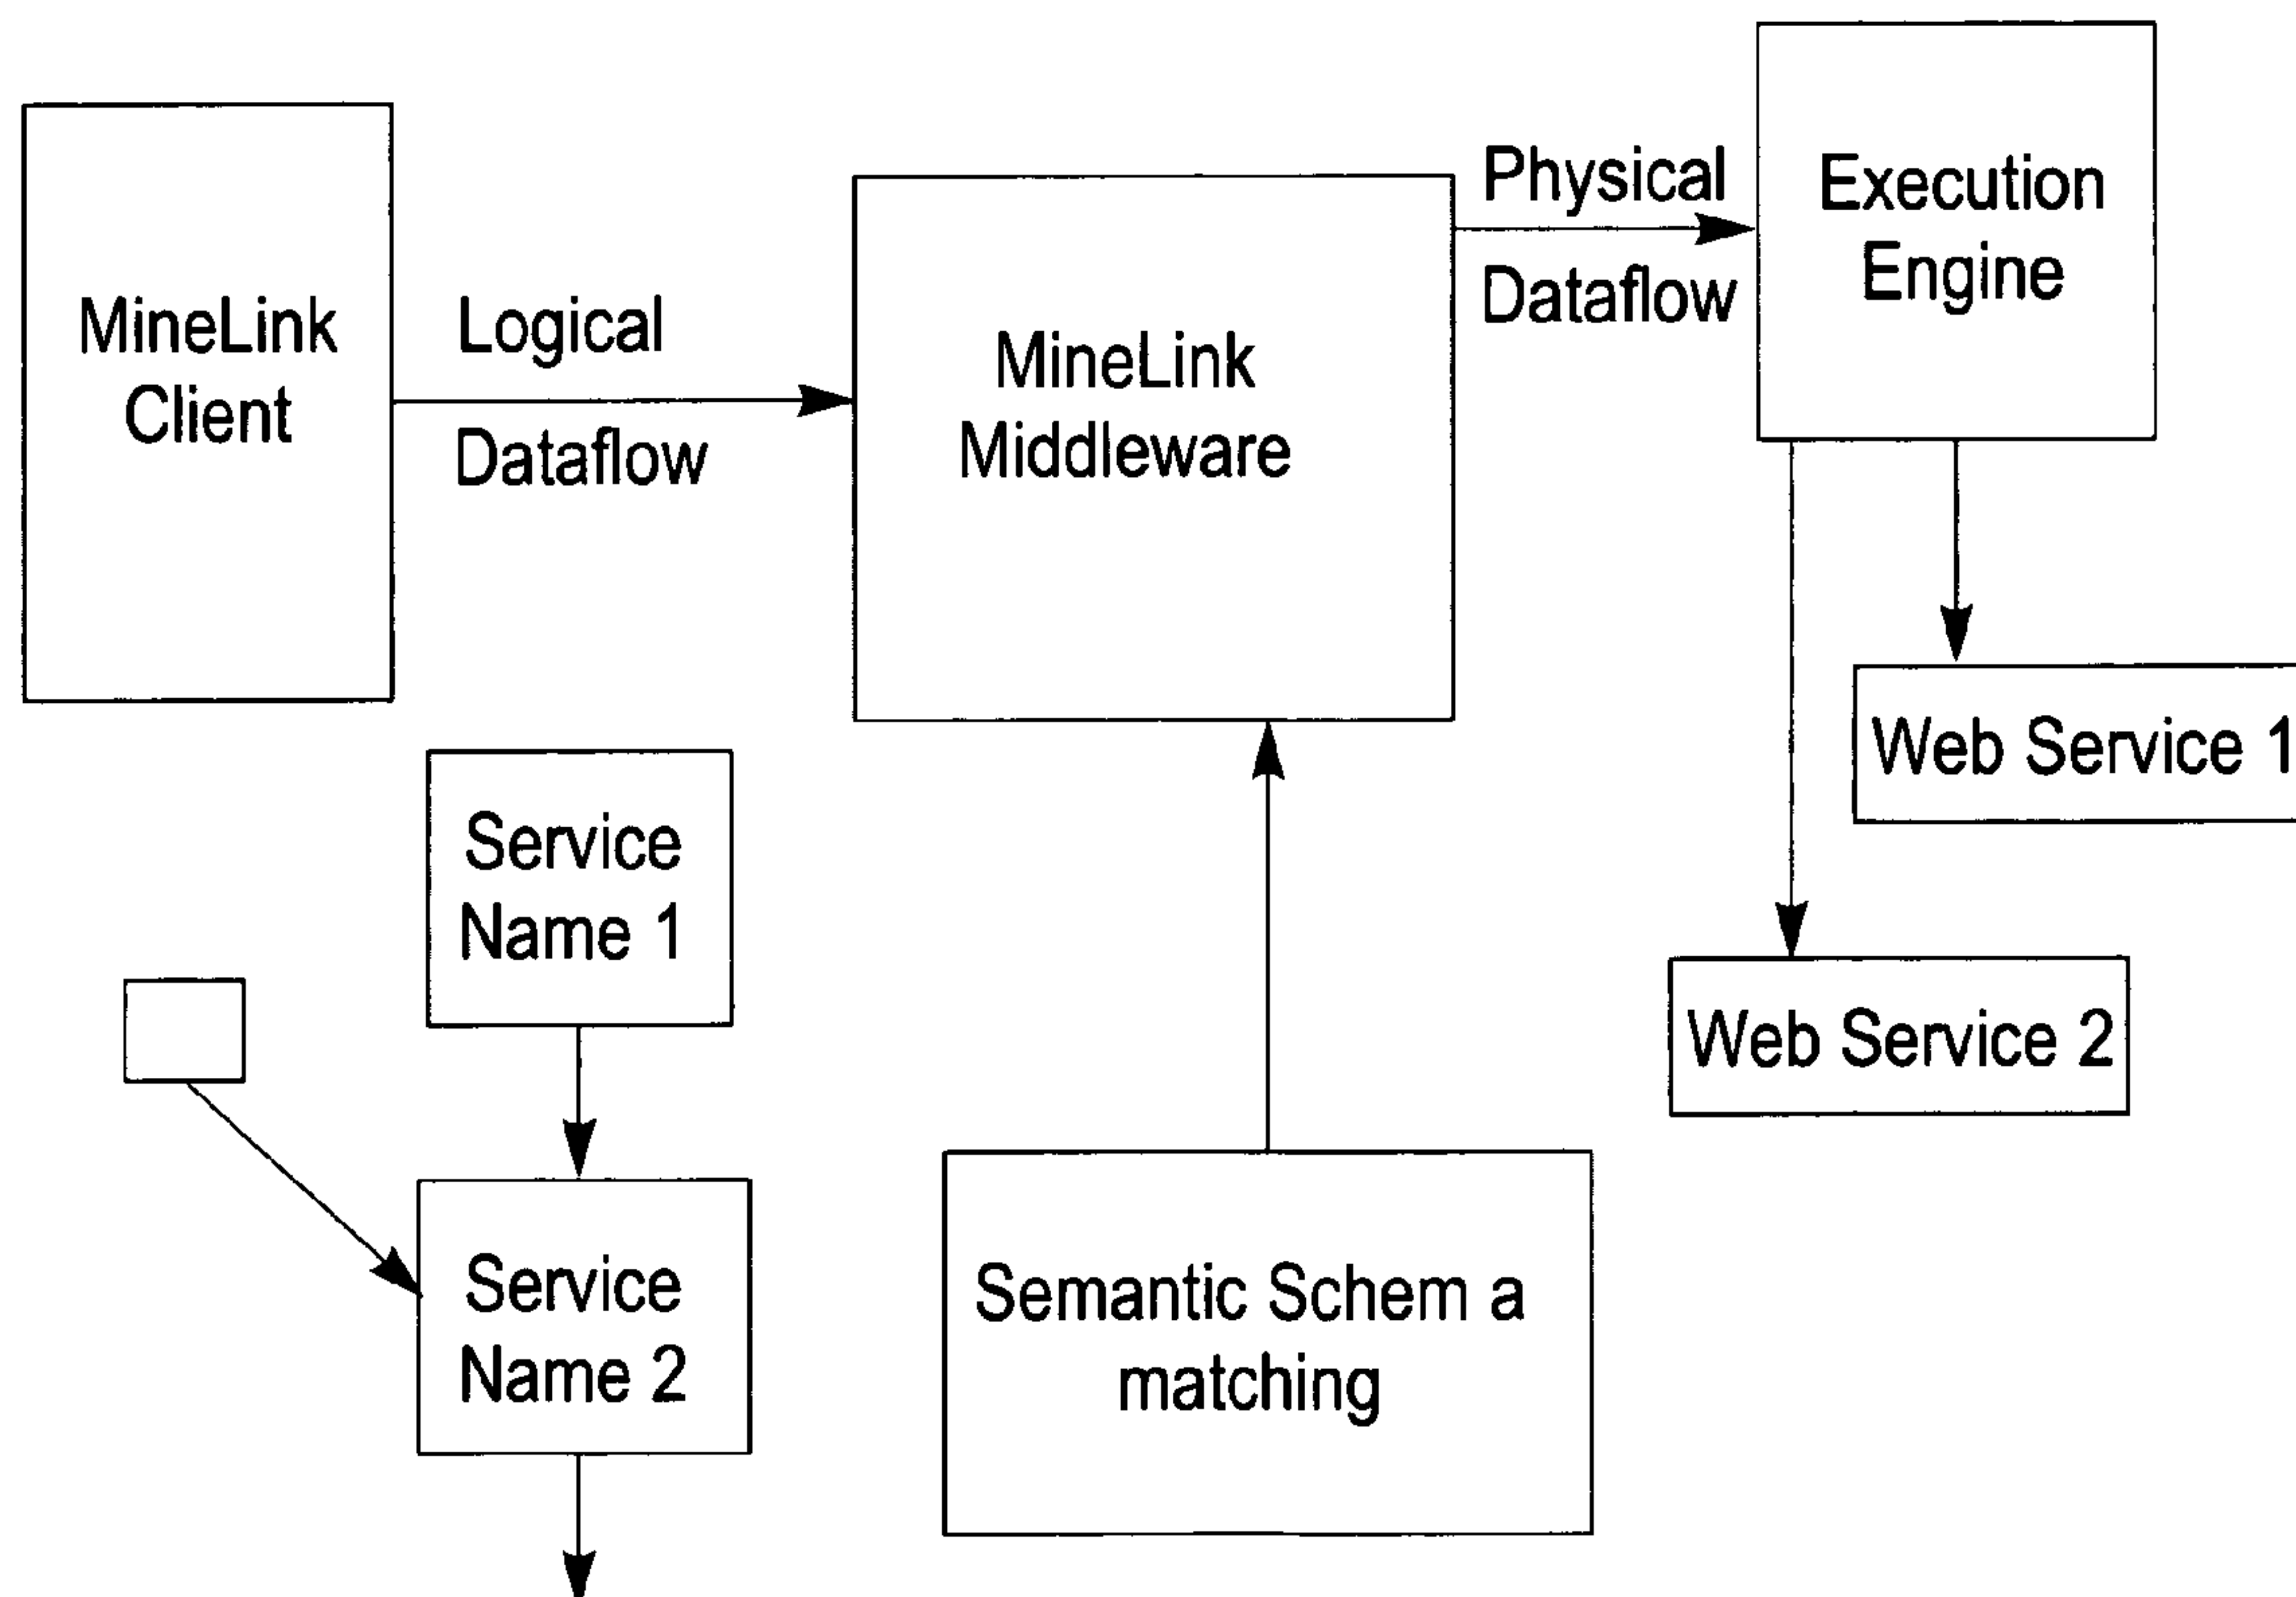 MineLink
Client
Logical
Dataflow
MineLink
Middleware
Physical
Dataflow
Execution
Engine
Web Service 1
Web Service 2
Service
Name 1
Service
Name 2
Semantic Schem a
matching